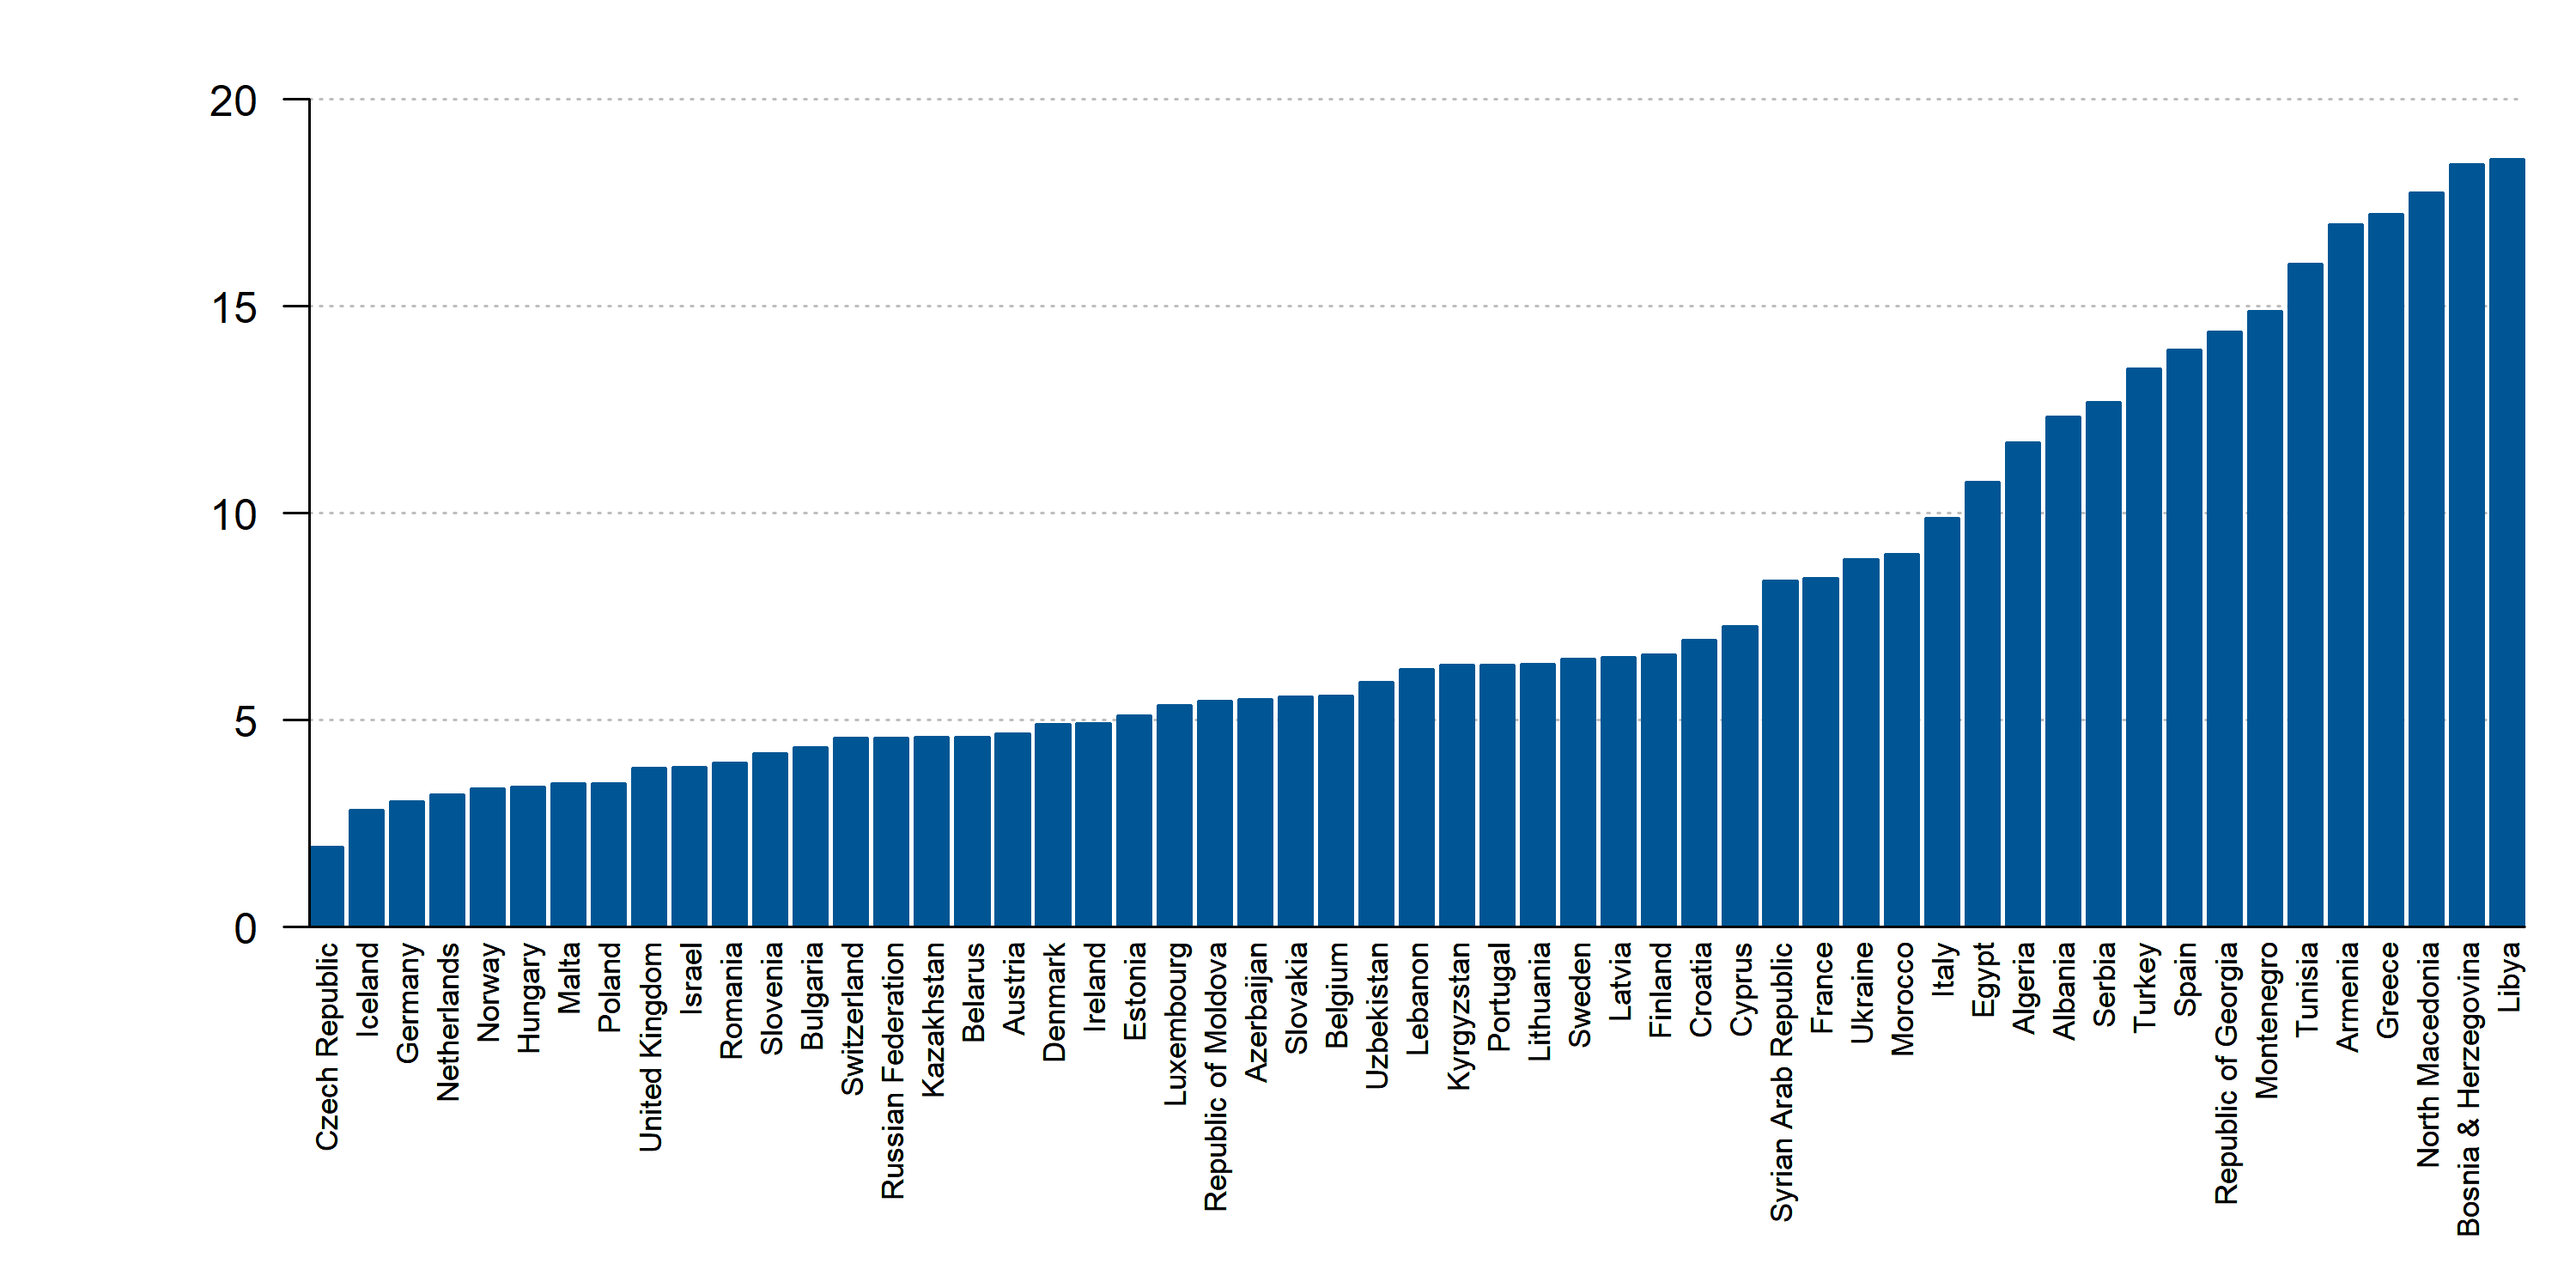 20
15
10
5
0
Czech Republic
Iceland
Germany
Netherlands
Norway
Hungary
Malta
Poland
United Kingdom
Israel
Romania
Slovenia
Bulgaria
Switzerland
Russian Federation
Kazakhstan
Belarus
Austria
Denmark
Ireland
Estonia
Luxembourg
Republic of Moldova
Azerbaijan
Slovakia
Belgium
Uzbekistan
Lebanon
Kyrgyzstan
Portugal
Lithuania
Sweden
Latvia
Finland
Croatia
Cyprus
Syrian Arab Republic
France
Ukraine
Morocco
Italy
Egypt
Algeria
Albania
Serbia
Turkey
Spain
Republic of Georgia
Montenegro
Tunisia
Armenia
Greece
North Macedonia
Bosnia & Herzegovina
Libya